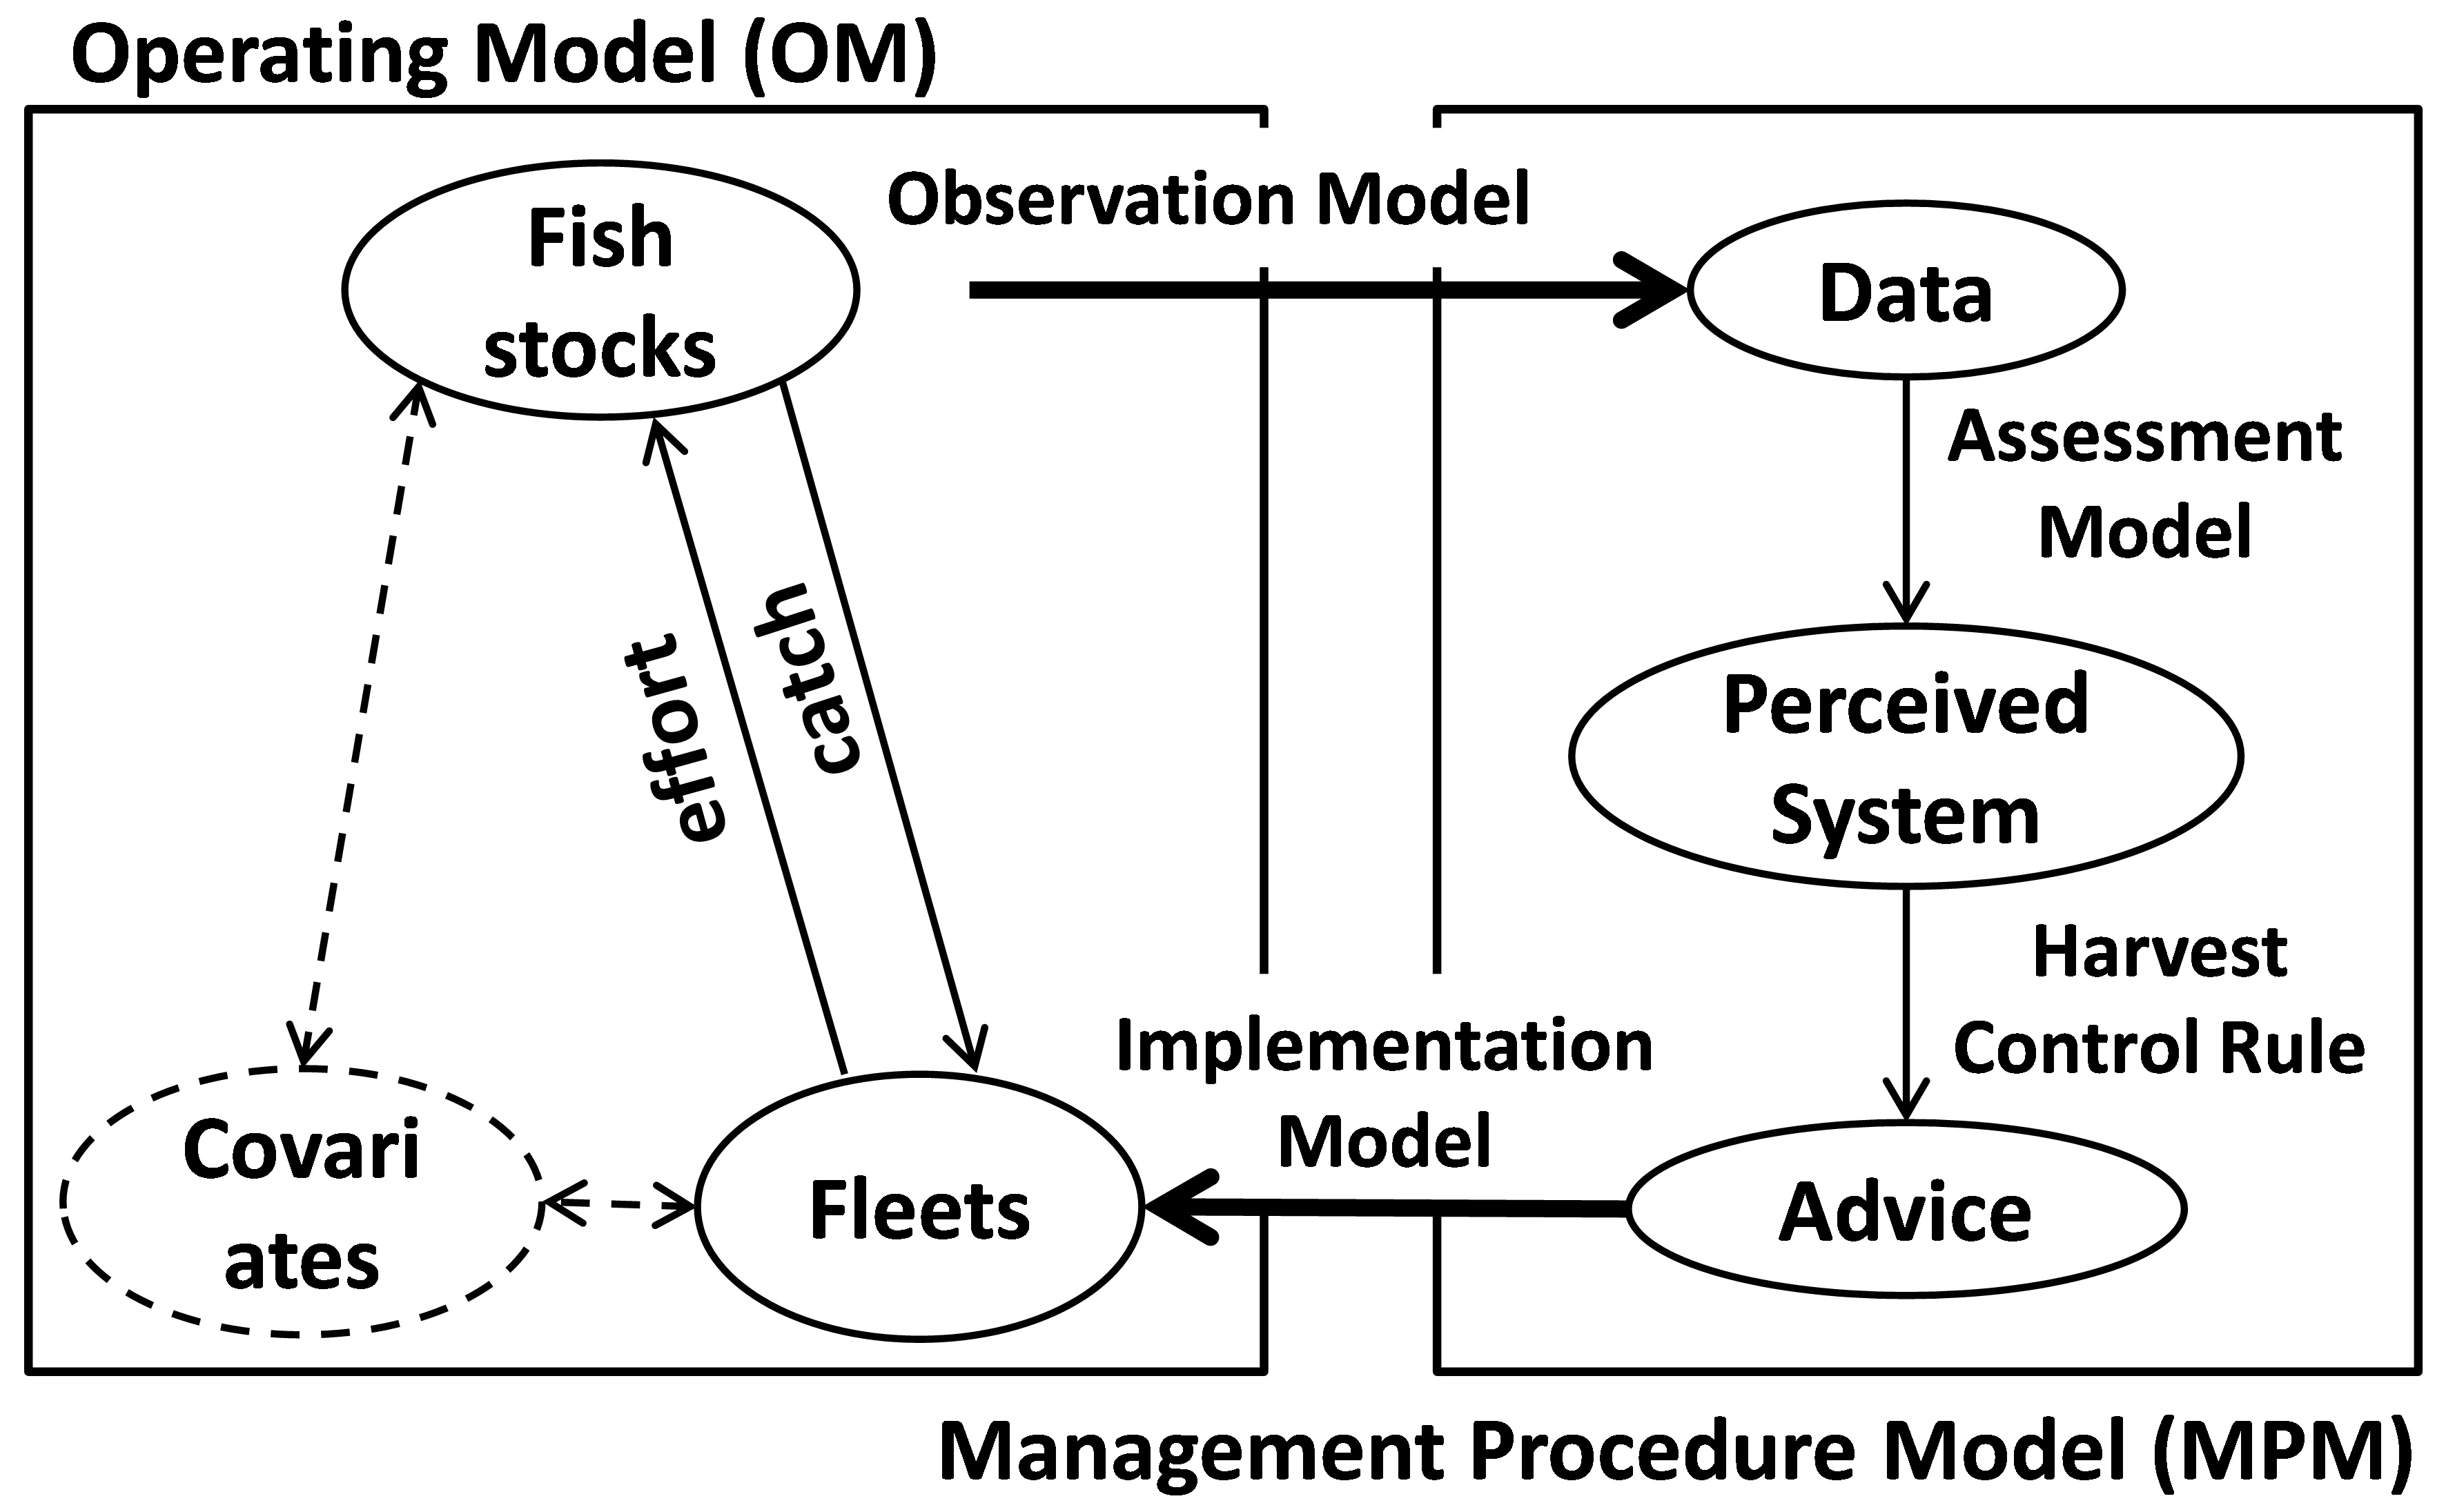 Operating Model (OM)
Fish
stocks
Observation Model
Data
Assessment
Model
effort
catch
Perceived
System
Harvest
Control Rule
Implementation
Model
Covari
ates
Fleets
Advice
Management Procedure Model (MPM)